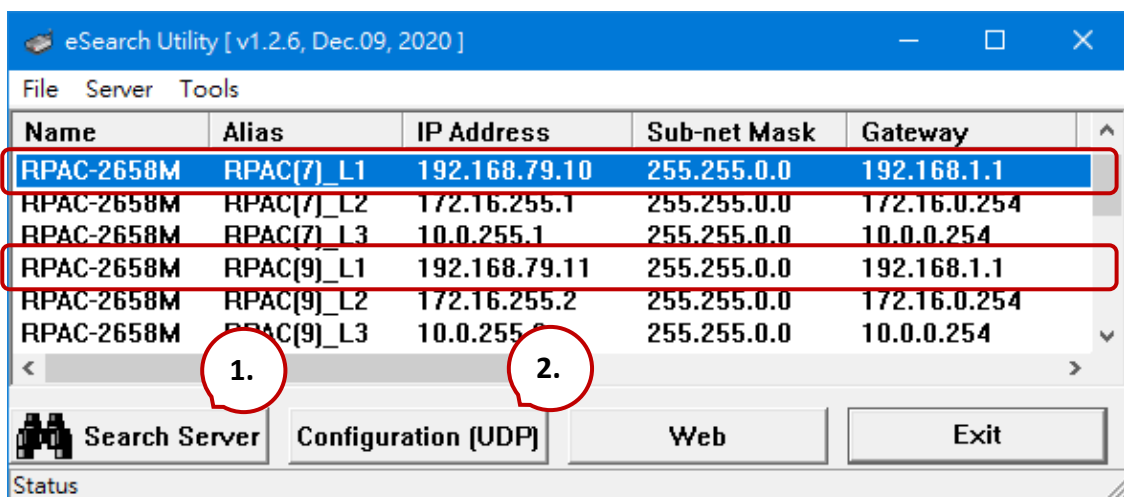 eSearch Utility [ v1.2.6, Dec.09, 2020 ]
File Server Tools
Name Alias IP Address Sub-net Mask Gateway
RPAC-2658M RPAC(7)_L1 192.168.79.10 255.255.0.0 192.168.1.1
RPAC-2658M RPAC(7)_L2 172.16.255.1 255.255.0.0 172.16.0.254
RPAC-2658M RPAC(7)_L3 10.0.255.1 255.255.0.0 10.0.0.254
RPAC-2658M RPAC(9)_L1 192.168.79.11 255.255.0.0 192.168.1.1
RPAC-2658M RPAC(9)_L2 172.16.255.2 255.255.0.0 172.16.0.254
RPAC-2658M RPAC(9)_L3 10.0.255. 255.255.0.0 10.0.0.254
1. 2.
Search Server Configuration (UDP) Web Exit
Status